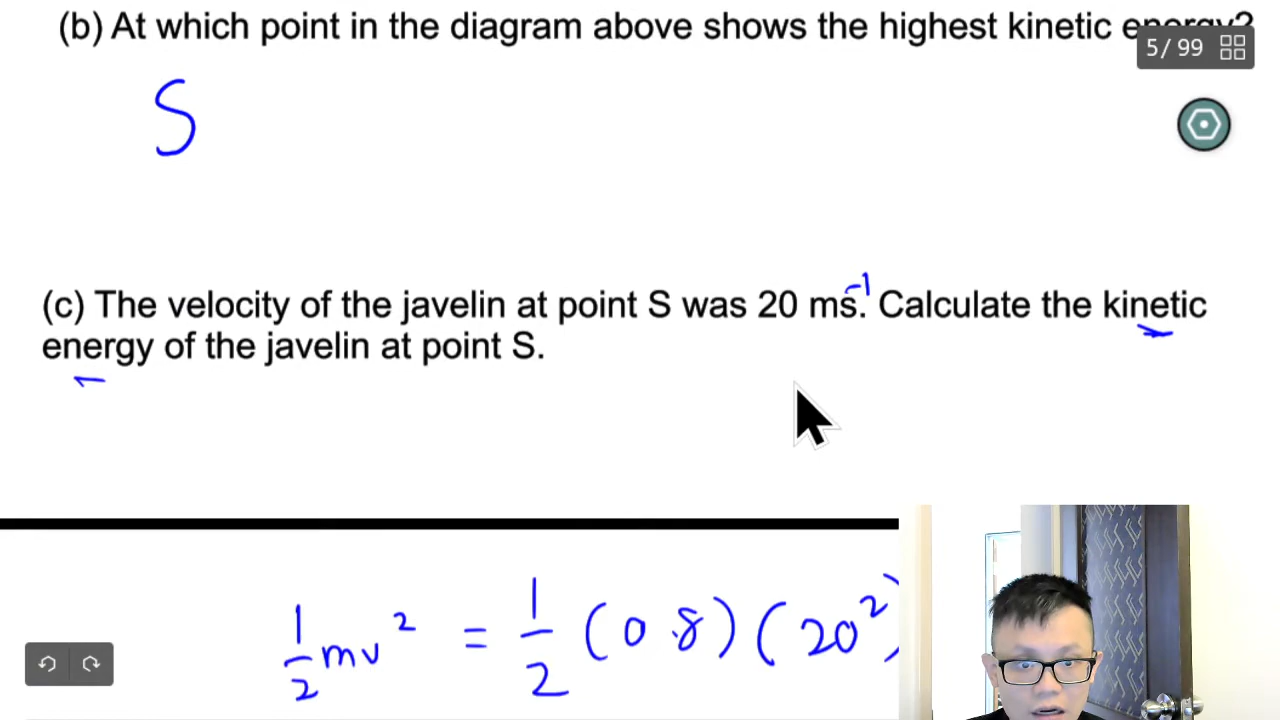 (b) At which point in the diagram above shows the highest kinetic energy?
5 / 99
S
(c) The velocity of the javelin at point S was 20 ms⁻¹. Calculate the kinetic
energy of the javelin at point S.
1/2 mv² = 1/2 (0.8) (20²)